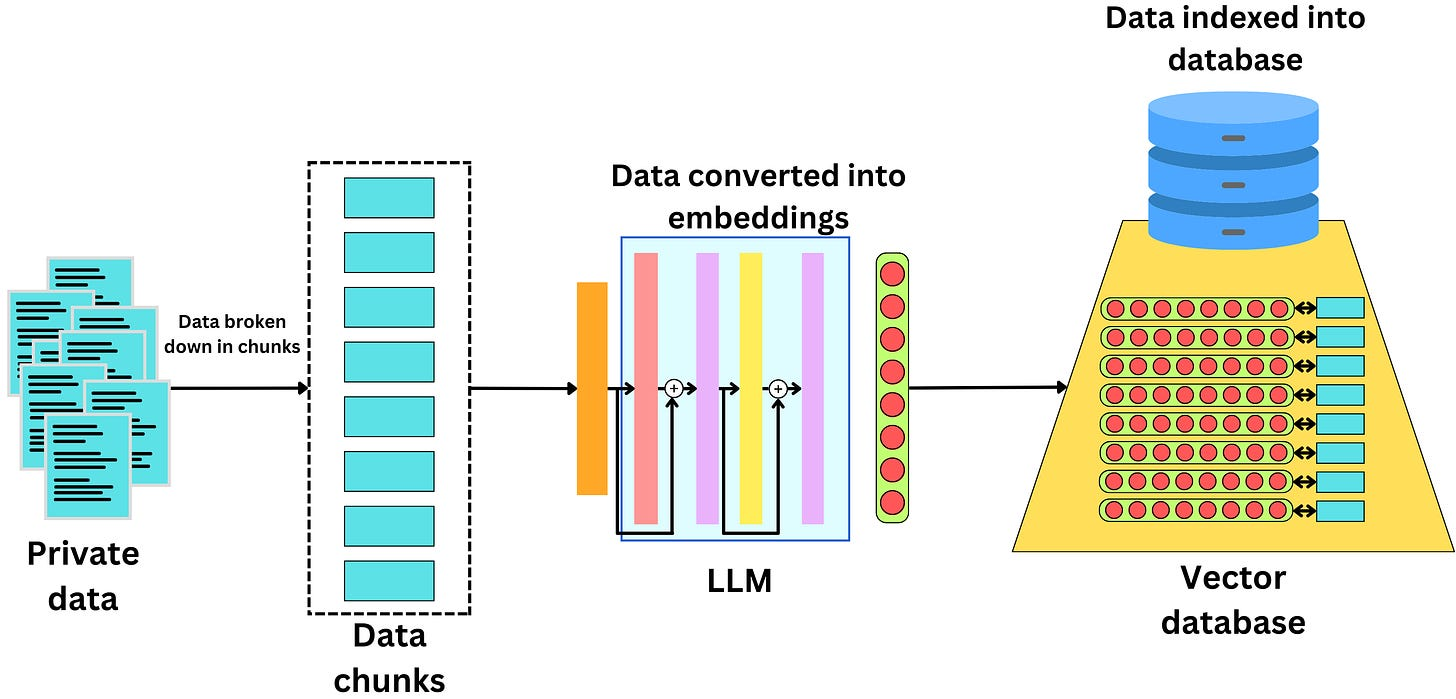 Data indexed into
database
Data converted into
embeddings
Data broken
down in chunks
Private
data
Data
chunks
LLM
Vector
database